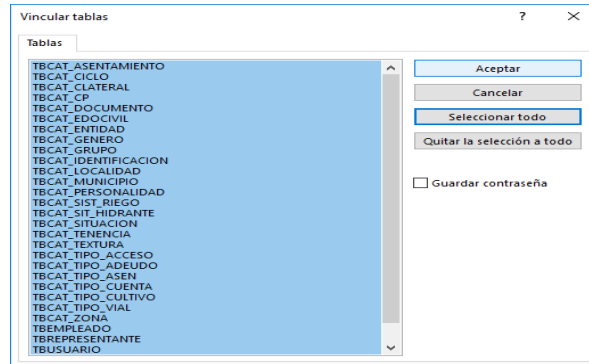 Vincular tablas ? ✕
Tablas
TBCAT_ASENTAMIENTO
TBCAT_CICLO
TBCAT_CLATERAL
TBCAT_CP
TBCAT_DOCUMENTO
TBCAT_EDOCIVIL
TBCAT_ENTIDAD
TBCAT_GENERO
TBCAT_GRUPO
TBCAT_IDENTIFICACION
TBCAT_LOCALIDAD
TBCAT_MUNICIPIO
TBCAT_PERSONALIDAD
TBCAT_SIST_RIEGO
TBCAT_SIT_HIDRANTE
TBCAT_SITUACION
TBCAT_TENENCIA
TBCAT_TEXTURA
TBCAT_TIPO_ACCESO
TBCAT_TIPO_ADEUDO
TBCAT_TIPO_ASEN
TBCAT_TIPO_CUENTA
TBCAT_TIPO_CULTIVO
TBCAT_TIPO_VIAL
TBCAT_ZONA
TBEMPLEADO
TBREPRESENTANTE
TBUSUARIO
Aceptar
Cancelar
Seleccionar todo
Quitar la selección a todo
Guardar contraseña